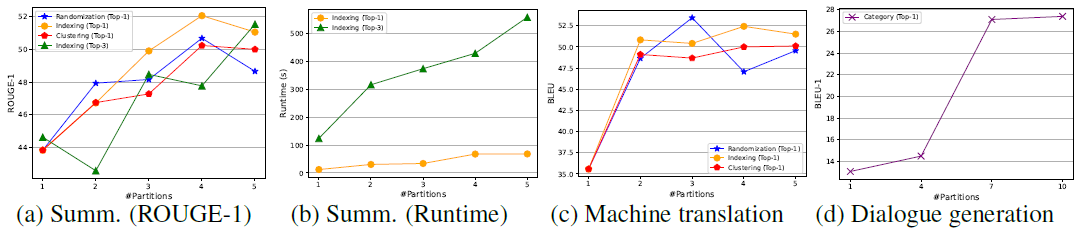 Randomization (Top-1)
Indexing (Top-1)
Clustering (Top-1)
Indexing (Top-3)
ROUGE-1
52
50
48
46
44
1 2 3 4 5
#Partitions
(a) Summ. (ROUGE-1)
Indexing (Top-1)
Indexing (Top-3)
Runtime (s)
500
400
300
200
100
0
1 2 3 4 5
#Partitions
(b) Summ. (Runtime)
BLEU
52.5
50.0
47.5
45.0
42.5
40.0
37.5
35.0
Randomization (Top-1)
Indexing (Top-1)
Clustering (Top-1)
1 2 3 4 5
#Partitions
(c) Machine translation
Category (Top-1)
BLEU-1
28
26
24
22
20
18
16
14
1 4 7 10
#Partitions
(d) Dialogue generation